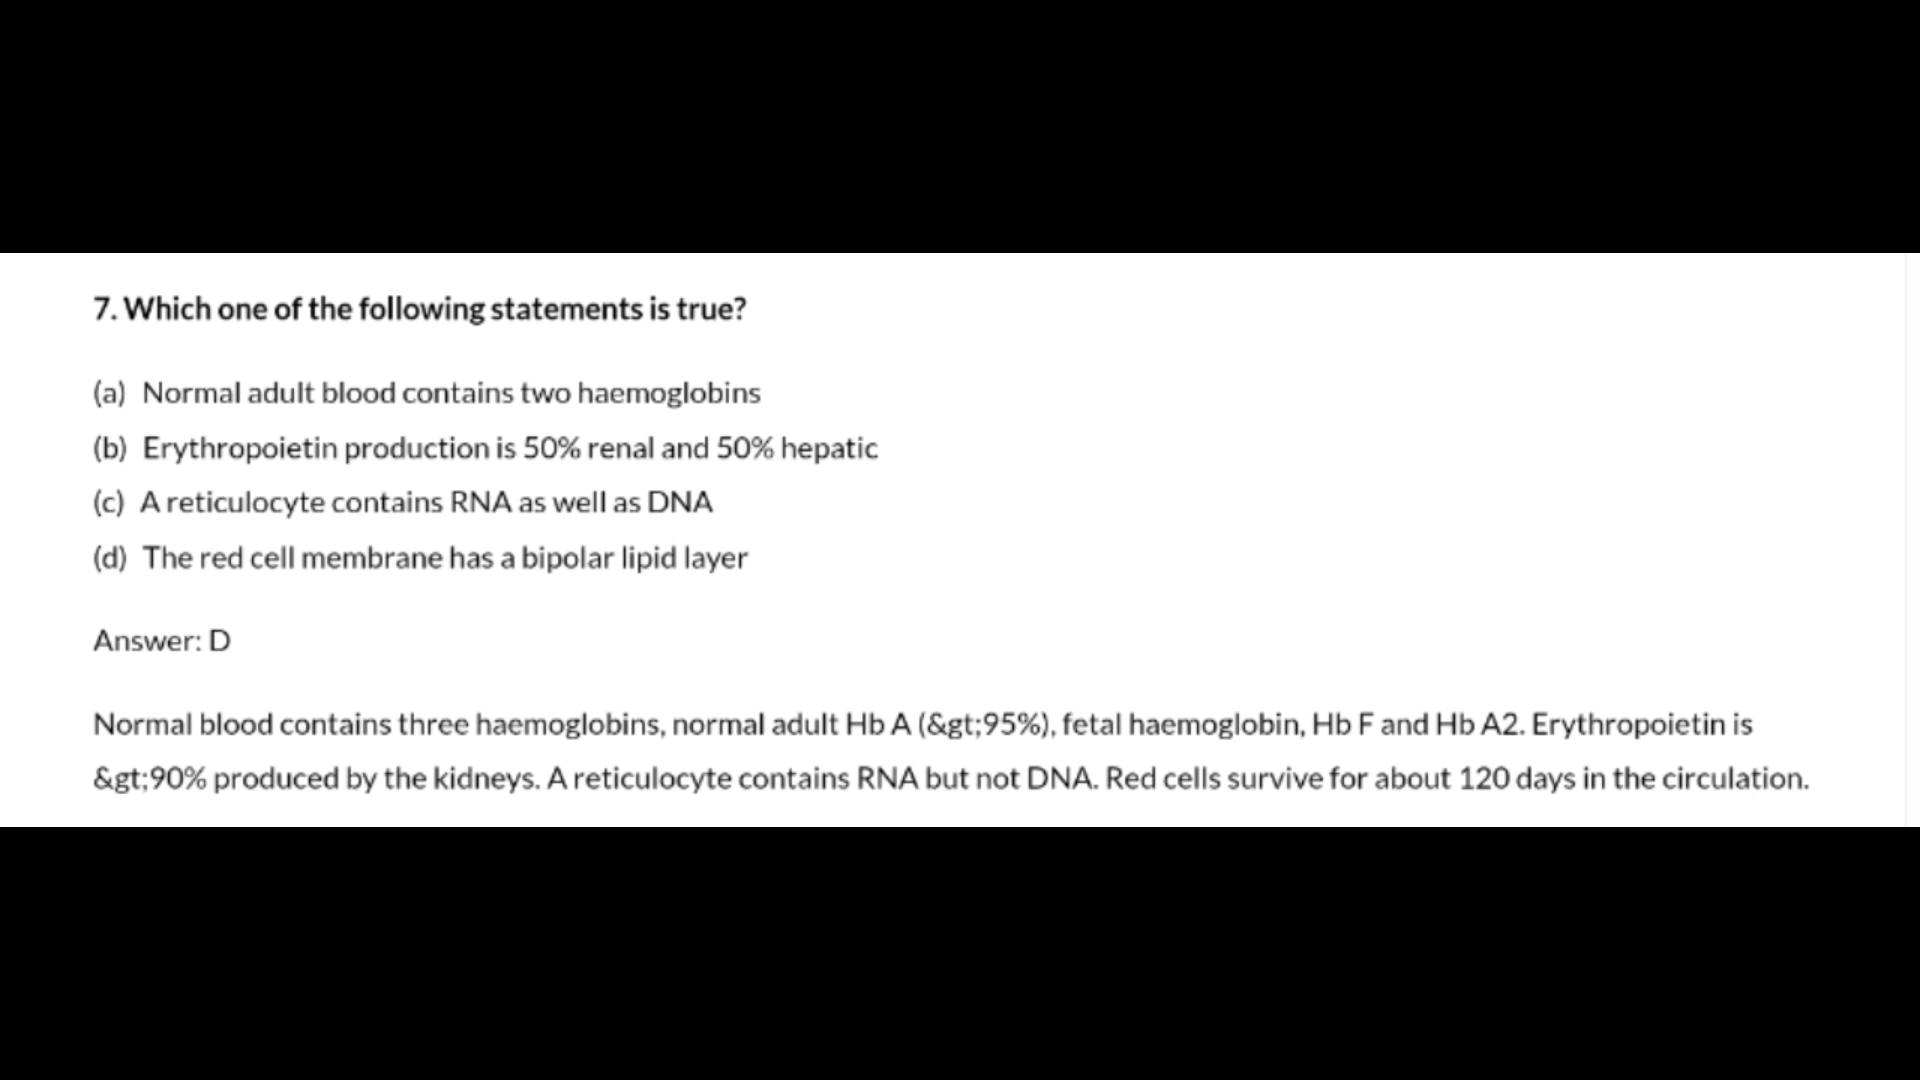 7. Which one of the following statements is true?
(a) Normal adult blood contains two haemoglobins
(b) Erythropoietin production is 50% renal and 50% hepatic
(c) A reticulocyte contains RNA as well as DNA
(d) The red cell membrane has a bipolar lipid layer
Answer: D
Normal blood contains three haemoglobins, normal adult Hb A (&gt;95%), fetal haemoglobin, Hb F and Hb A2. Erythropoietin is
&gt;90% produced by the kidneys. A reticulocyte contains RNA but not DNA. Red cells survive for about 120 days in the circulation.